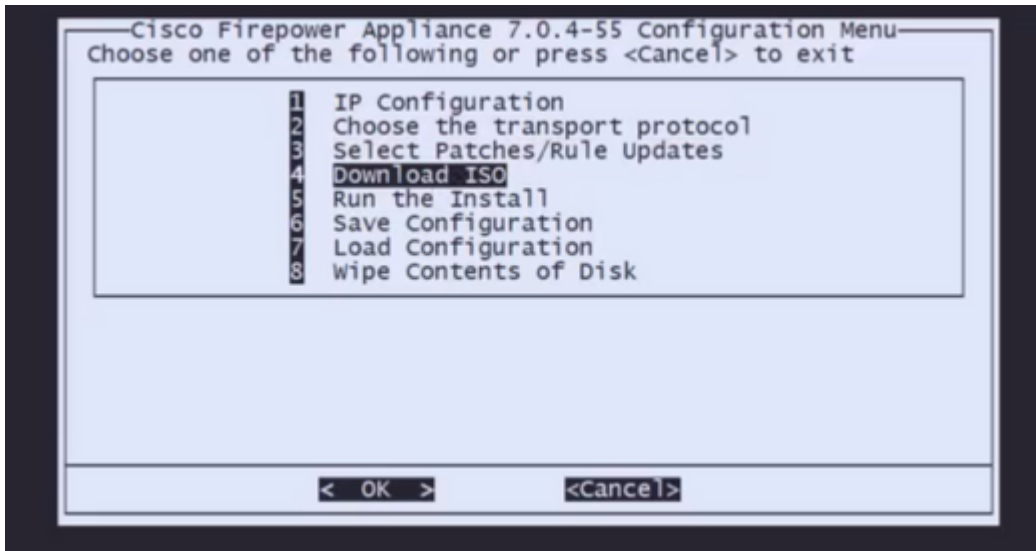 Cisco Firepower Appliance 7.0.4-55 Configuration Menu
Choose one of the following or press <Cancel> to exit
1 IP Configuration
2 Choose the transport protocol
3 Select Patches/Rule Updates
4 Download ISO
5 Run the Install
6 Save Configuration
7 Load Configuration
8 Wipe Contents of Disk
< OK > <Cancel>